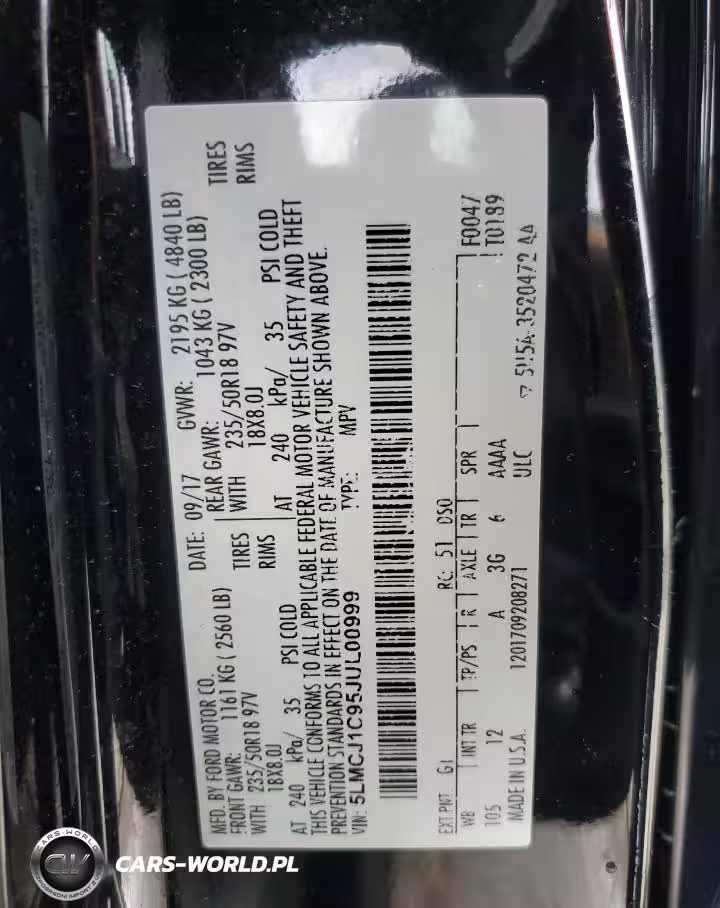 MFD. BY FORD MOTOR CO.
DATE: 09/17
GVWR: 2195 KG ( 4840 LB)
FRONT GAWR: 1161 KG ( 2560 LB)
REAR GAWR: 1043 KG ( 2300 LB)
WITH 235/50R18 97V TIRES
WITH 235/50R18 97V TIRES
18X8.0J RIMS
18X8.0J RIMS
AT 240 kPa/ 35 PSI COLD
AT 240 kPa/ 35 PSI COLD
THIS VEHICLE CONFORMS TO ALL APPLICABLE FEDERAL MOTOR VEHICLE SAFETY AND THEFT
PREVENTION STANDARDS IN EFFECT ON THE DATE OF MANUFACTURE SHOWN ABOVE.
VIN: 5LMCJ1C95JUL00999
TYPE: MPV
EXT PNT: G1 RC: 51 DSO F0047
WB INT TR TP/PS R AXLE TR SPR T0189
105 12 A 3G 6 AAAA
MADE IN U.S.A. 1201709208271 ULC
3520472
CARS-WORLD
CW
CARS-WORLD.PL